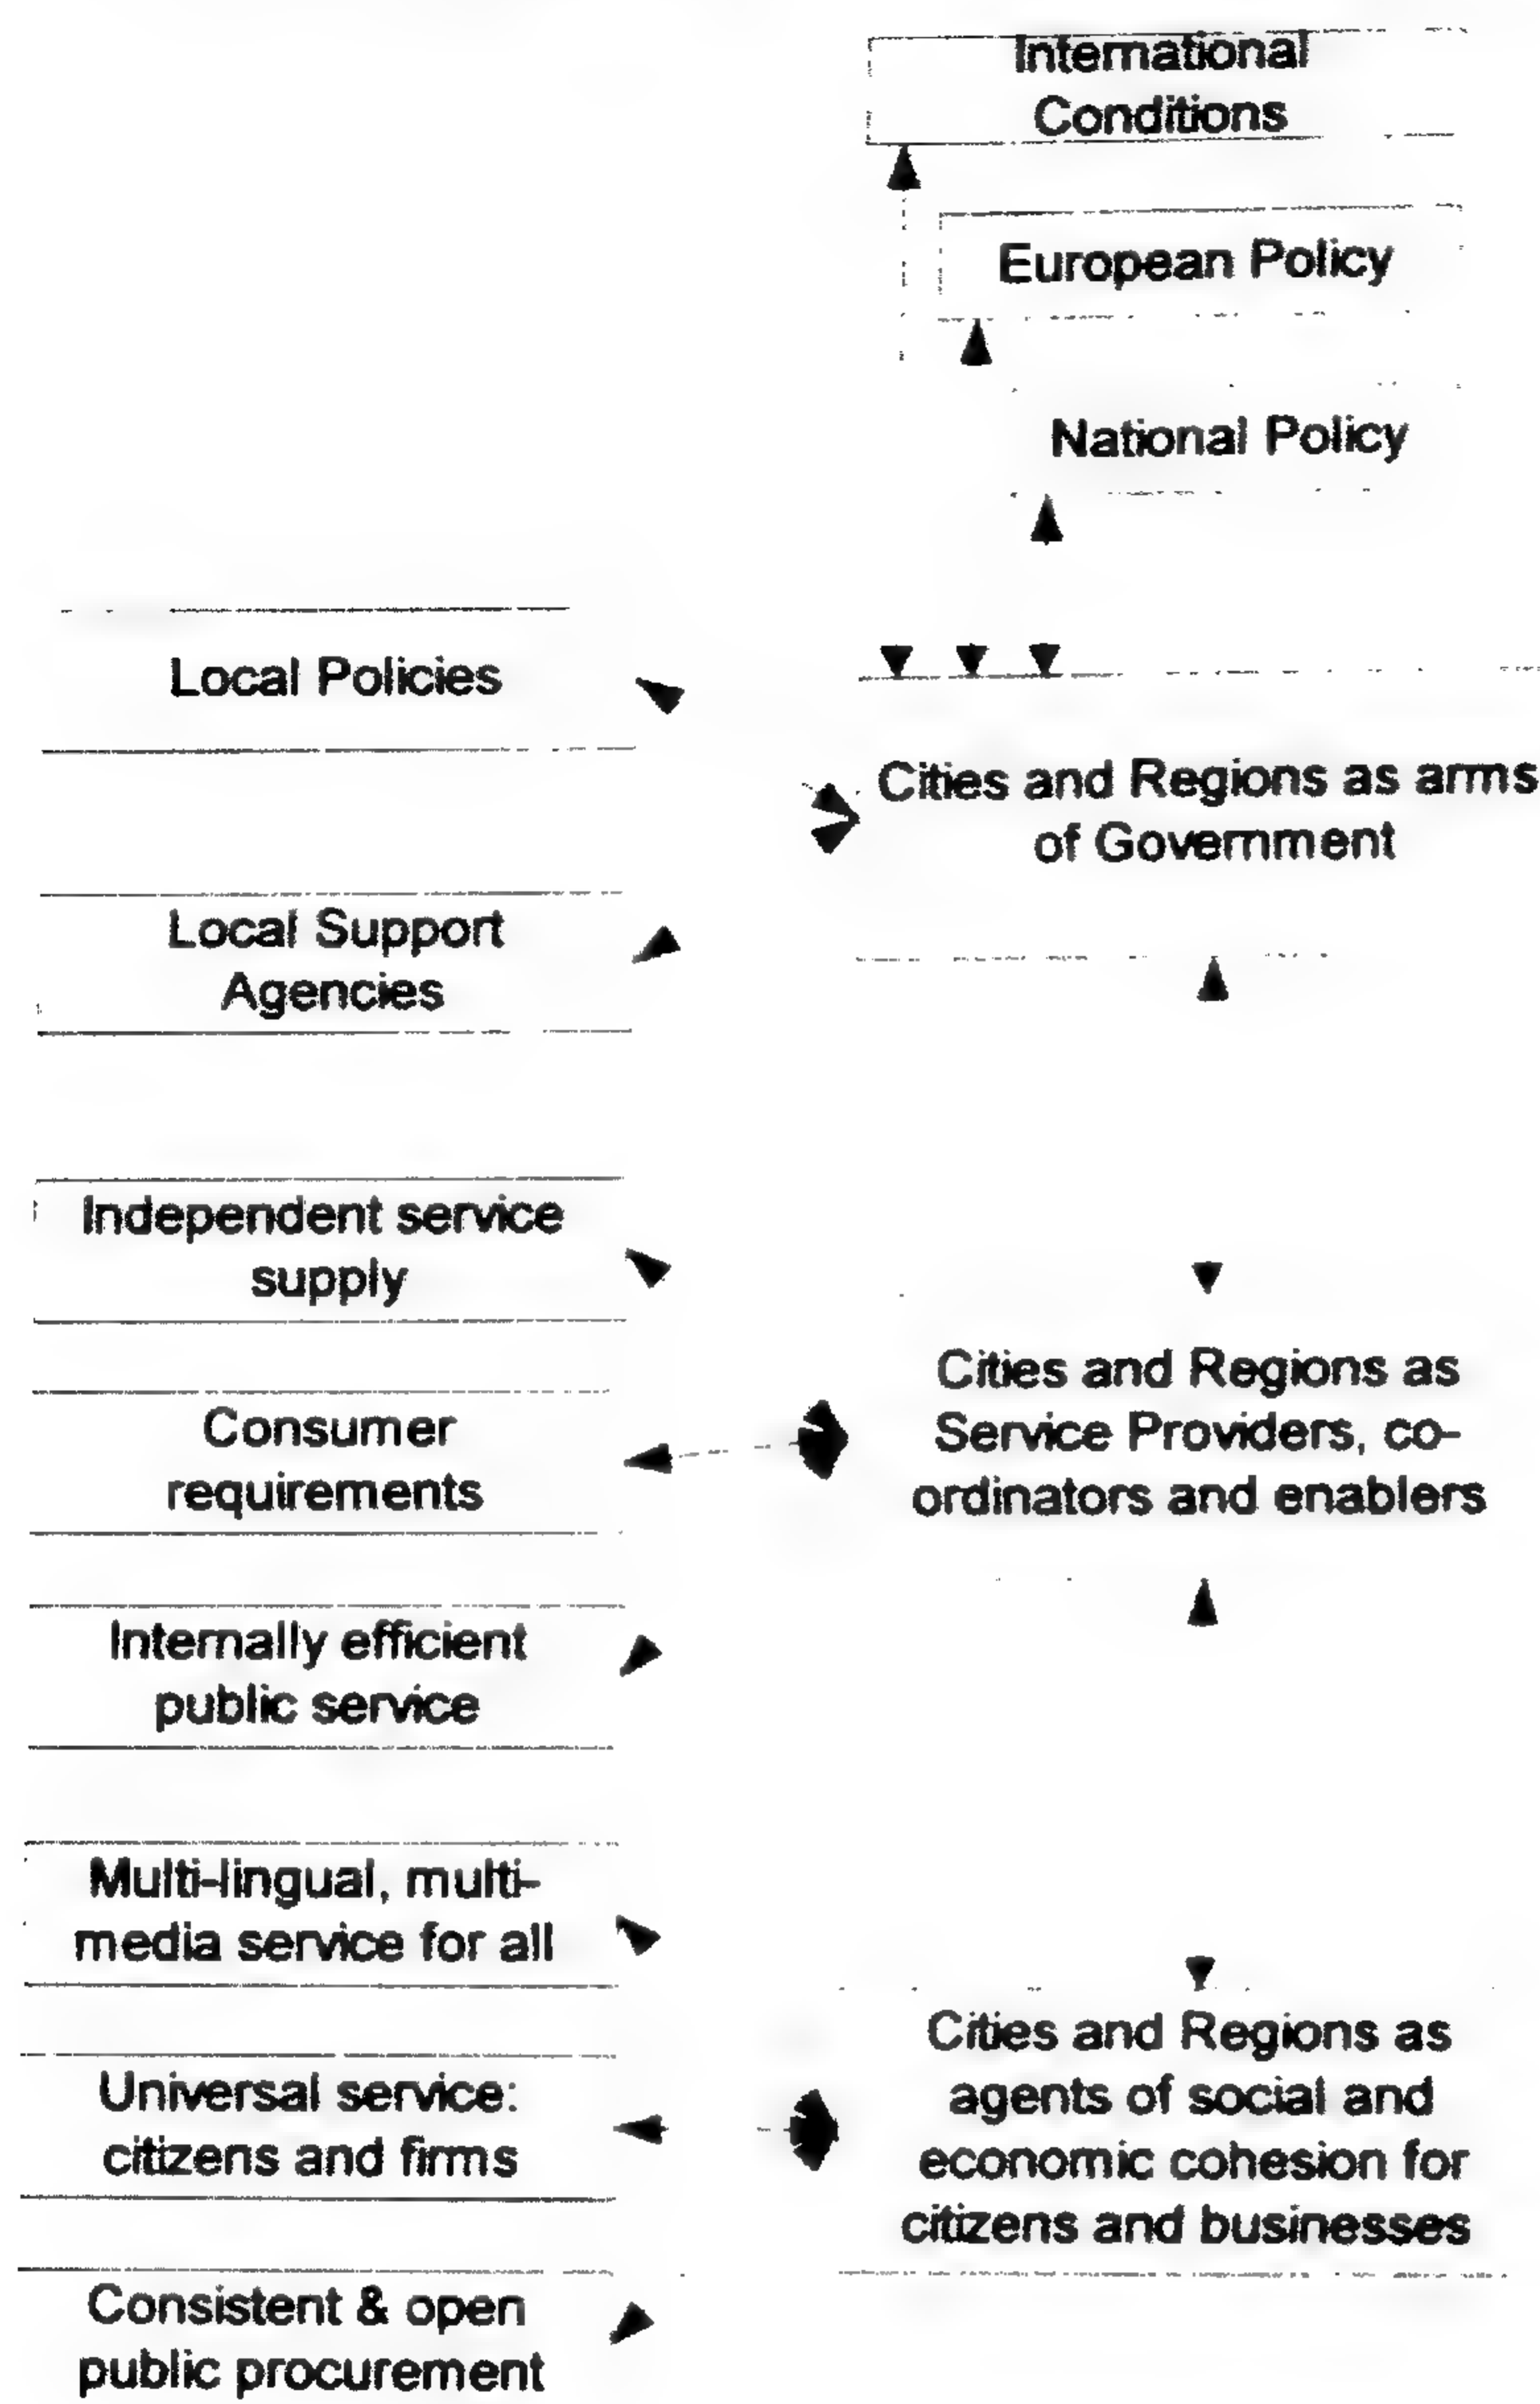 International
Conditions
European Policy
National Policy
Local Policies
Cities and Regions as arms
of Government
Local Support
Agencies
Independent service
supply
Cities and Regions as
Service Providers, co-
ordinators and enablers
Consumer
requirements
Internally efficient
public service
Multi-lingual, multi-
media service for all
Cities and Regions as
agents of social and
economic cohesion for
citizens and businesses
Universal service:
citizens and firms
Consistent & open
public procurement